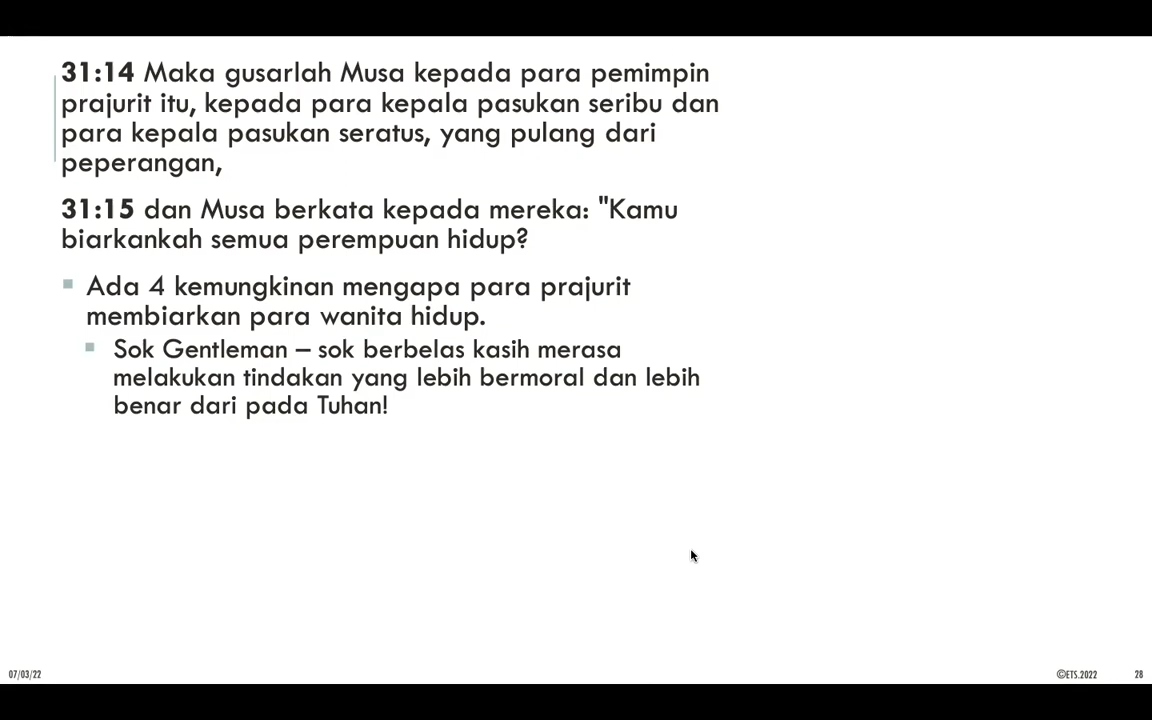 31:14 Maka gusarlah Musa kepada para pemimpin
prajurit itu, kepada para kepala pasukan seribu dan
para kepala pasukan seratus, yang pulang dari
peperangan,
31:15 dan Musa berkata kepada mereka: "Kamu
biarkankah semua perempuan hidup?
Ada 4 kemungkinan mengapa para prajurit
membiarkan para wanita hidup.
Sok Gentleman – sok berbelas kasih merasa
melakukan tindakan yang lebih bermoral dan lebih
benar dari pada Tuhan!
07/03/22
©ETS.2022
28